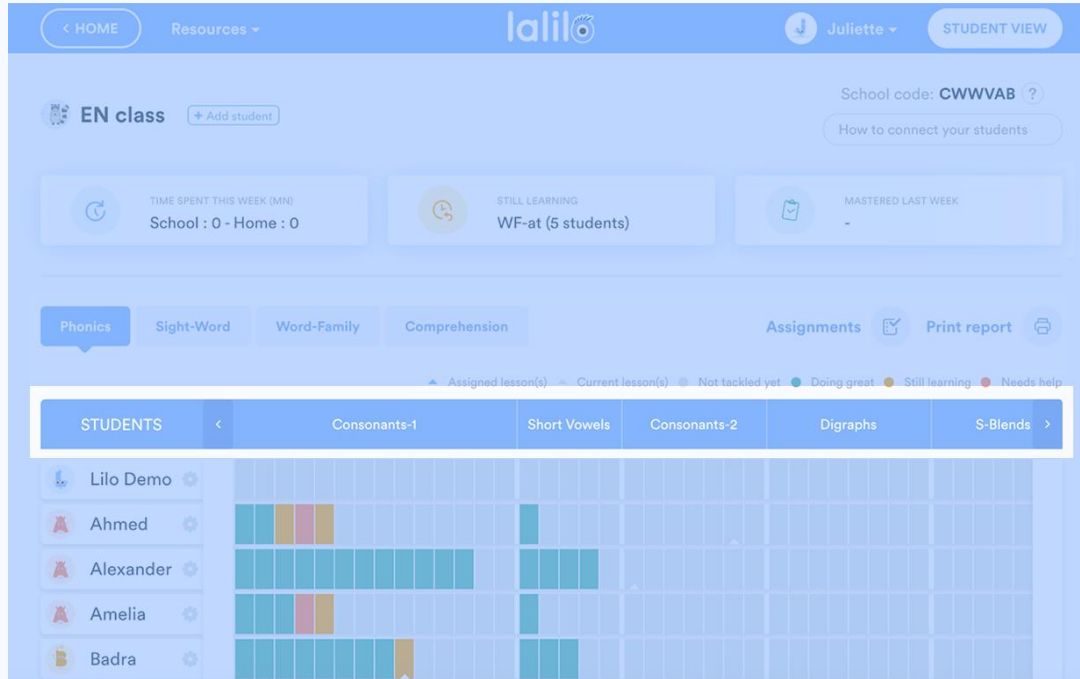 < HOME Resources lalilo J Juliette STUDENT VIEW
School code: CWWVAB ?
EN class + Add student
How to connect your students
TIME SPENT THIS WEEK (MN) STILL LEARNING MASTERED LAST WEEK
School : 0 - Home : 0 WF-at (5 students) -
Phonics Sight-Word Word-Family Comprehension Assignments Print report
Assigned lesson(s) Current lesson(s) Not tackled yet Doing great Still learning Needs help
STUDENTS < Consonants-1 Short Vowels Consonants-2 Digraphs S-Blends >
Lilo Demo
Ahmed
Alexander
Amelia
Badra